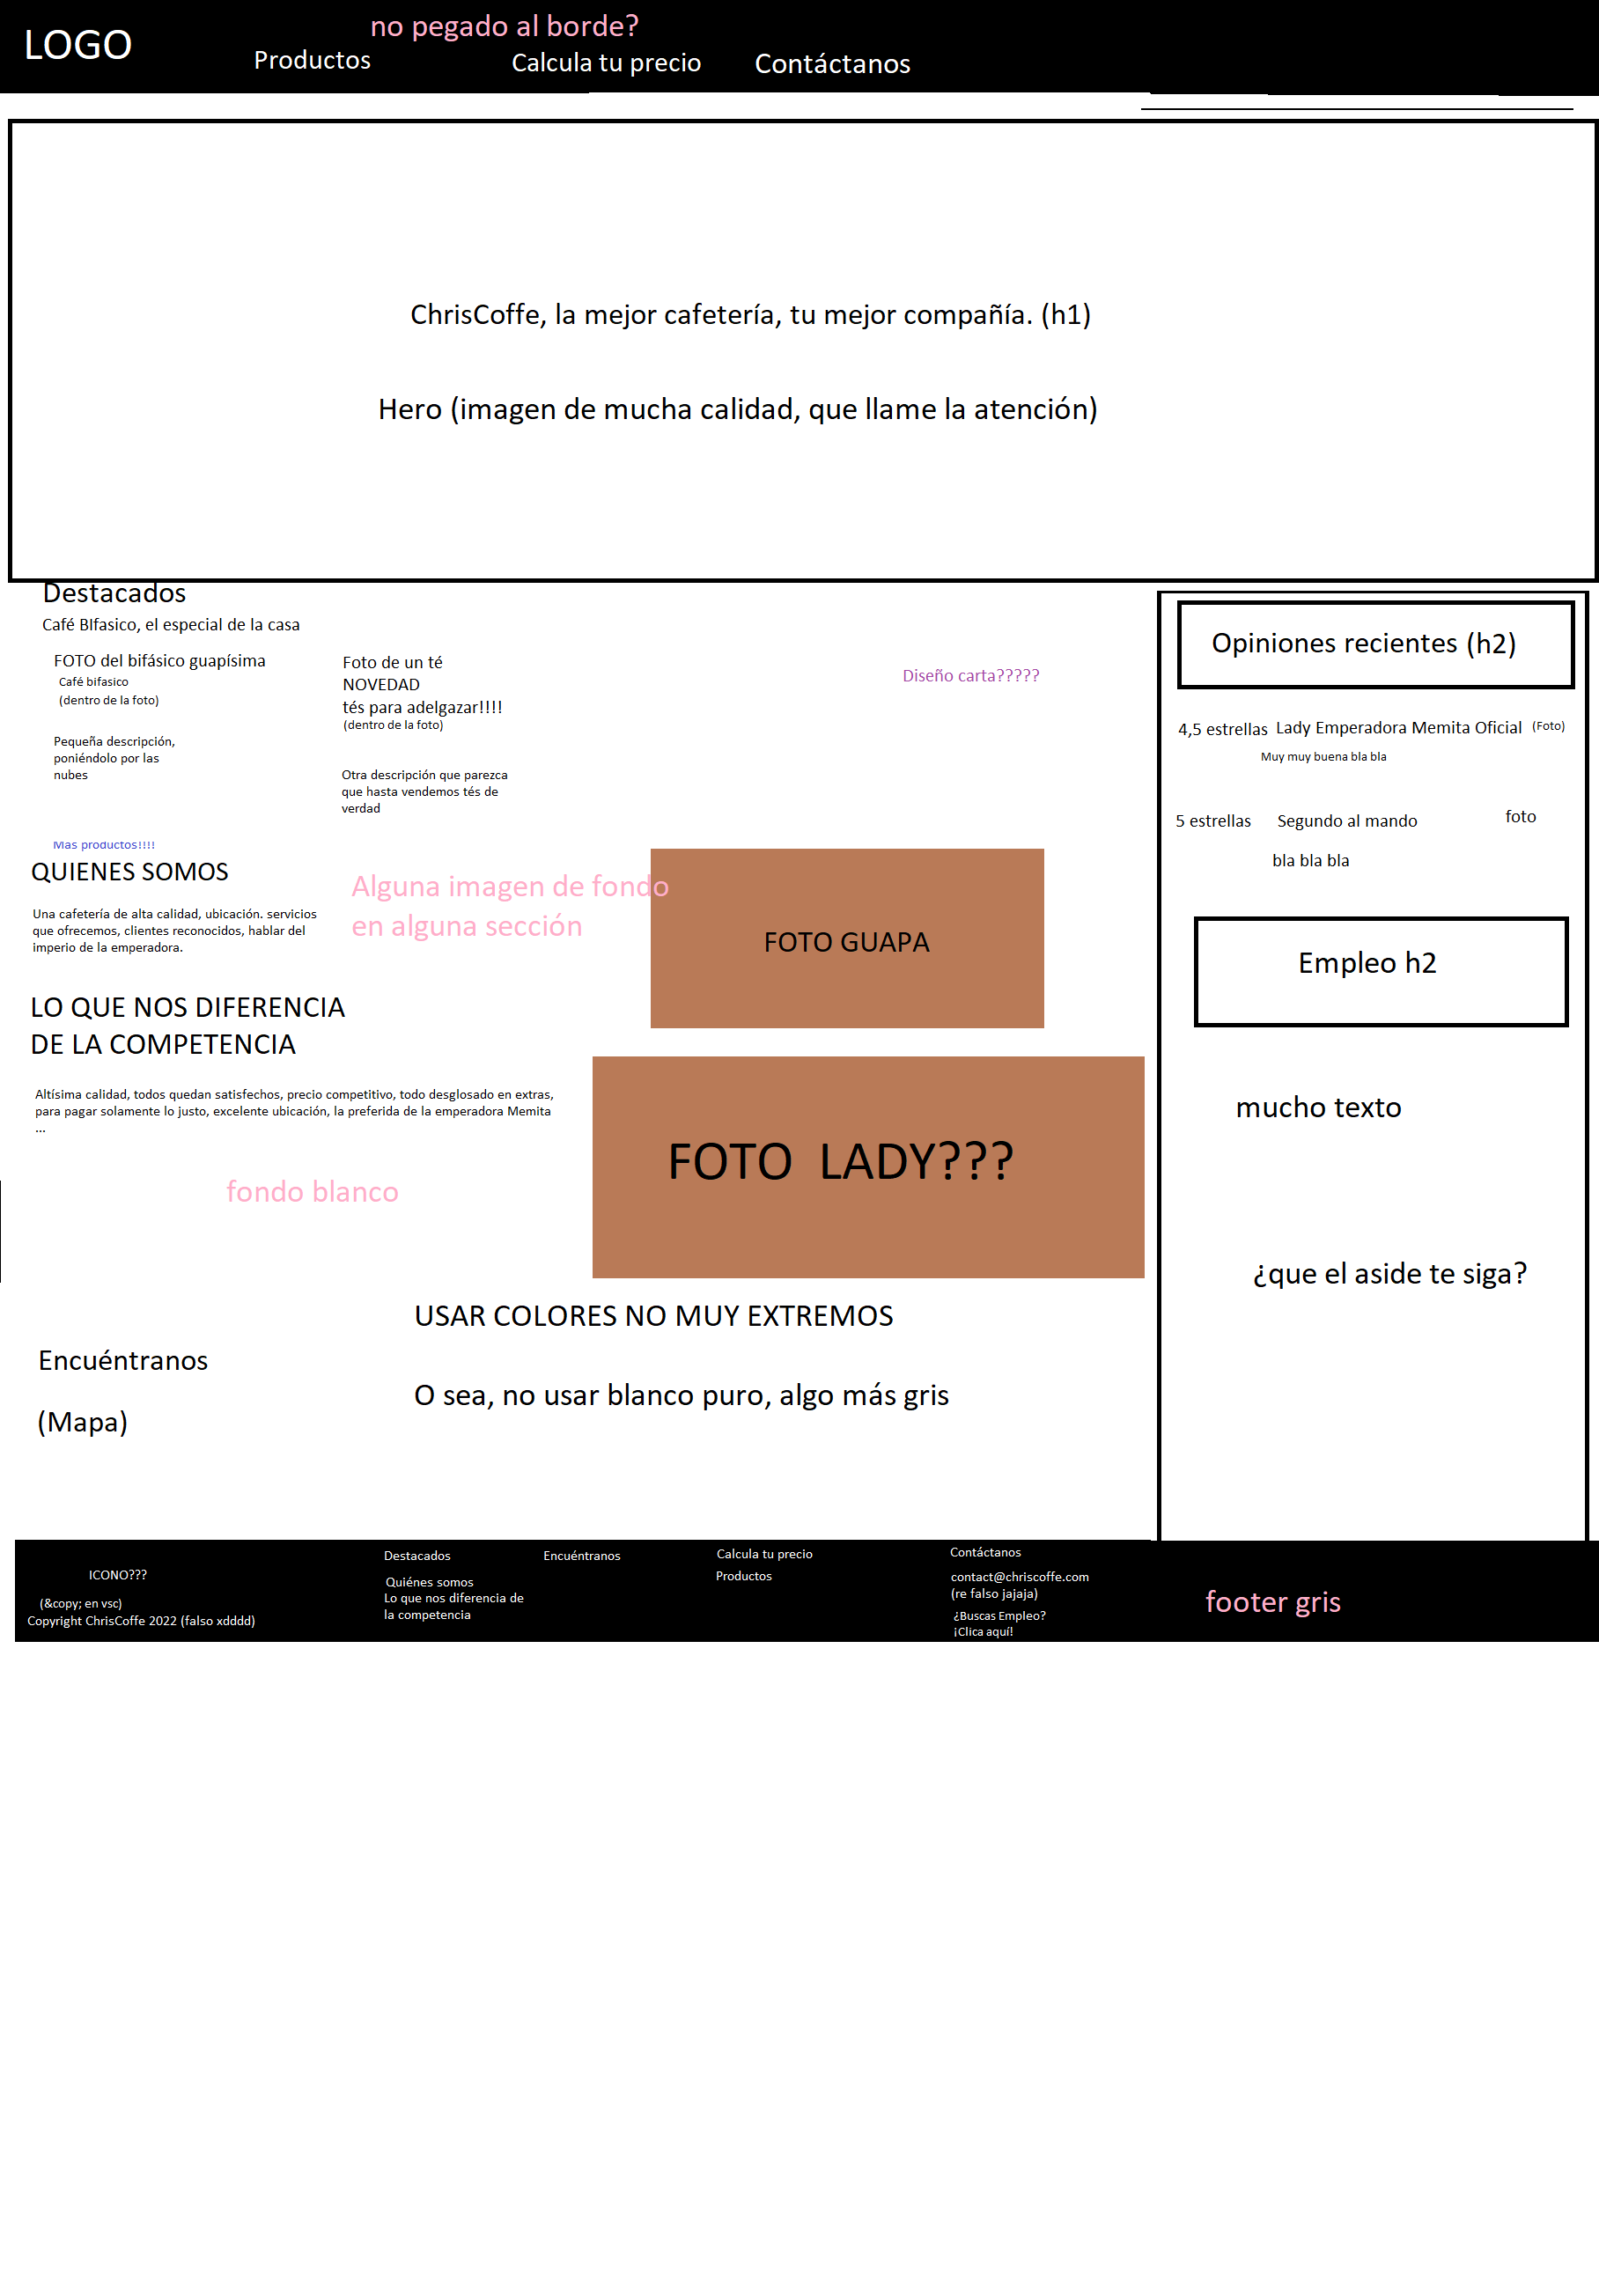 LOGO
no pegado al borde?
Productos
Calcula tu precio
Contáctanos
ChrisCoffe, la mejor cafetería, tu mejor compañía. (h1)
Hero (imagen de mucha calidad, que llame la atención)
Destacados
Café BIfasico, el especial de la casa
FOTO del bifásico guapísima
Café bifasico
(dentro de la foto)
Pequeña descripción,
poniéndolo por las
nubes
Foto de un té
NOVEDAD
tés para adelgazar!!!!
(dentro de la foto)
Otra descripción que parezca
que hasta vendemos tés de
verdad
Diseño carta?????
Mas productos!!!!
QUIENES SOMOS
Una cafetería de alta calidad, ubicación. servicios
que ofrecemos, clientes reconocidos, hablar del
imperio de la emperadora.
Alguna imagen de fondo
en alguna sección
FOTO GUAPA
LO QUE NOS DIFERENCIA
DE LA COMPETENCIA
Altísima calidad, todos quedan satisfechos, precio competitivo, todo desglosado en extras,
para pagar solamente lo justo, excelente ubicación, la preferida de la emperadora Memita
...
FOTO LADY???
fondo blanco
USAR COLORES NO MUY EXTREMOS
O sea, no usar blanco puro, algo más gris
Encuéntranos
(Mapa)
Opiniones recientes (h2)
4,5 estrellas Lady Emperadora Memita Oficial (Foto)
Muy muy buena bla bla
5 estrellas Segundo al mando foto
bla bla bla
Empleo h2
mucho texto
¿que el aside te siga?
ICONO???
(&copy; en vsc)
Copyright ChrisCoffe 2022 (falso xdddd)
Destacados
Quiénes somos
Lo que nos diferencia de
la competencia
Encuéntranos
Calcula tu precio
Productos
Contáctanos
contact@chriscoffe.com
(re falso jajaja)
¿Buscas Empleo?
¡Clica aquí!
footer gris